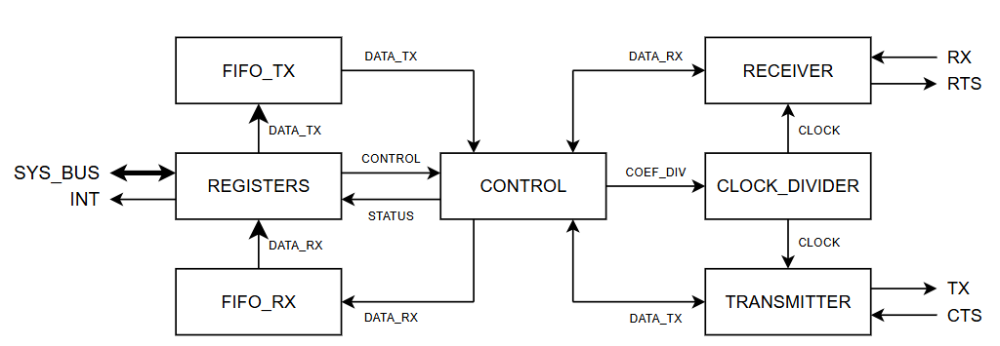 FIFO_TX
DATA_TX
DATA_RX
RECEIVER
RX
RTS
DATA_TX
CLOCK
SYS_BUS
INT
REGISTERS
CONTROL
STATUS
CONTROL
COEF_DIV
CLOCK_DIVIDER
DATA_RX
CLOCK
FIFO_RX
DATA_RX
DATA_TX
TRANSMITTER
TX
CTS